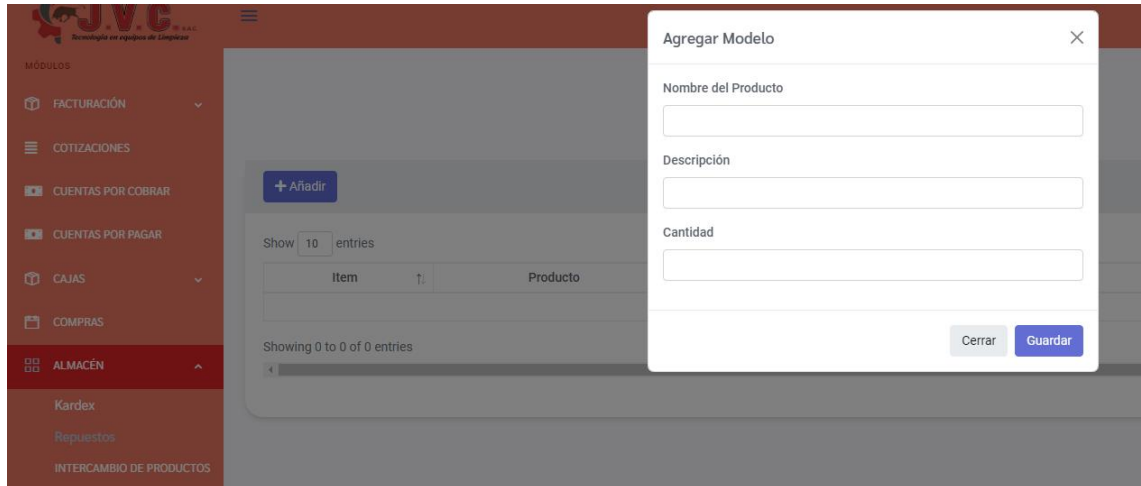 J.V.C. S.A.C.
Tecnología en equipos de Limpieza
MÓDULOS
FACTURACIÓN
COTIZACIONES
CUENTAS POR COBRAR
CUENTAS POR PAGAR
CAJAS
COMPRAS
ALMACÉN
Kardex
Repuestos
INTERCAMBIO DE PRODUCTOS
+ Añadir
Show 10 entries
Item Producto
Showing 0 to 0 of 0 entries
Agregar Modelo
Nombre del Producto
Descripción
Cantidad
Cerrar Guardar